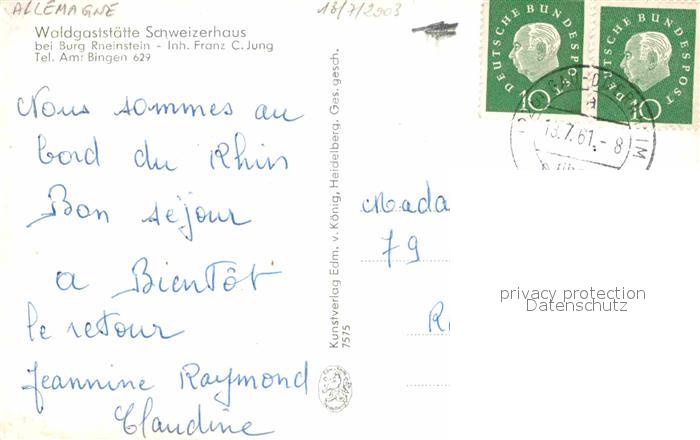 ALLEMAGNE
18/7/2903
Waldgaststätte Schweizerhaus
bei Burg Rheinstein - Inh. Franz C. Jung
Tel. Amt Bingen 629
Nous sommes au
bord du Rhin
Bon séjour
a Bientôt
le retour
Jeannine Raymond
Claudine
Kunstverlag Edm. v. König, Heidelberg. Ges. gesch.
7575
DEUTSCHE BUNDESPOST
10
DEUTSCHE BUNDESPOST
10
13.7.61.-8
a
Mada
79
R
privacy protection
Datenschutz